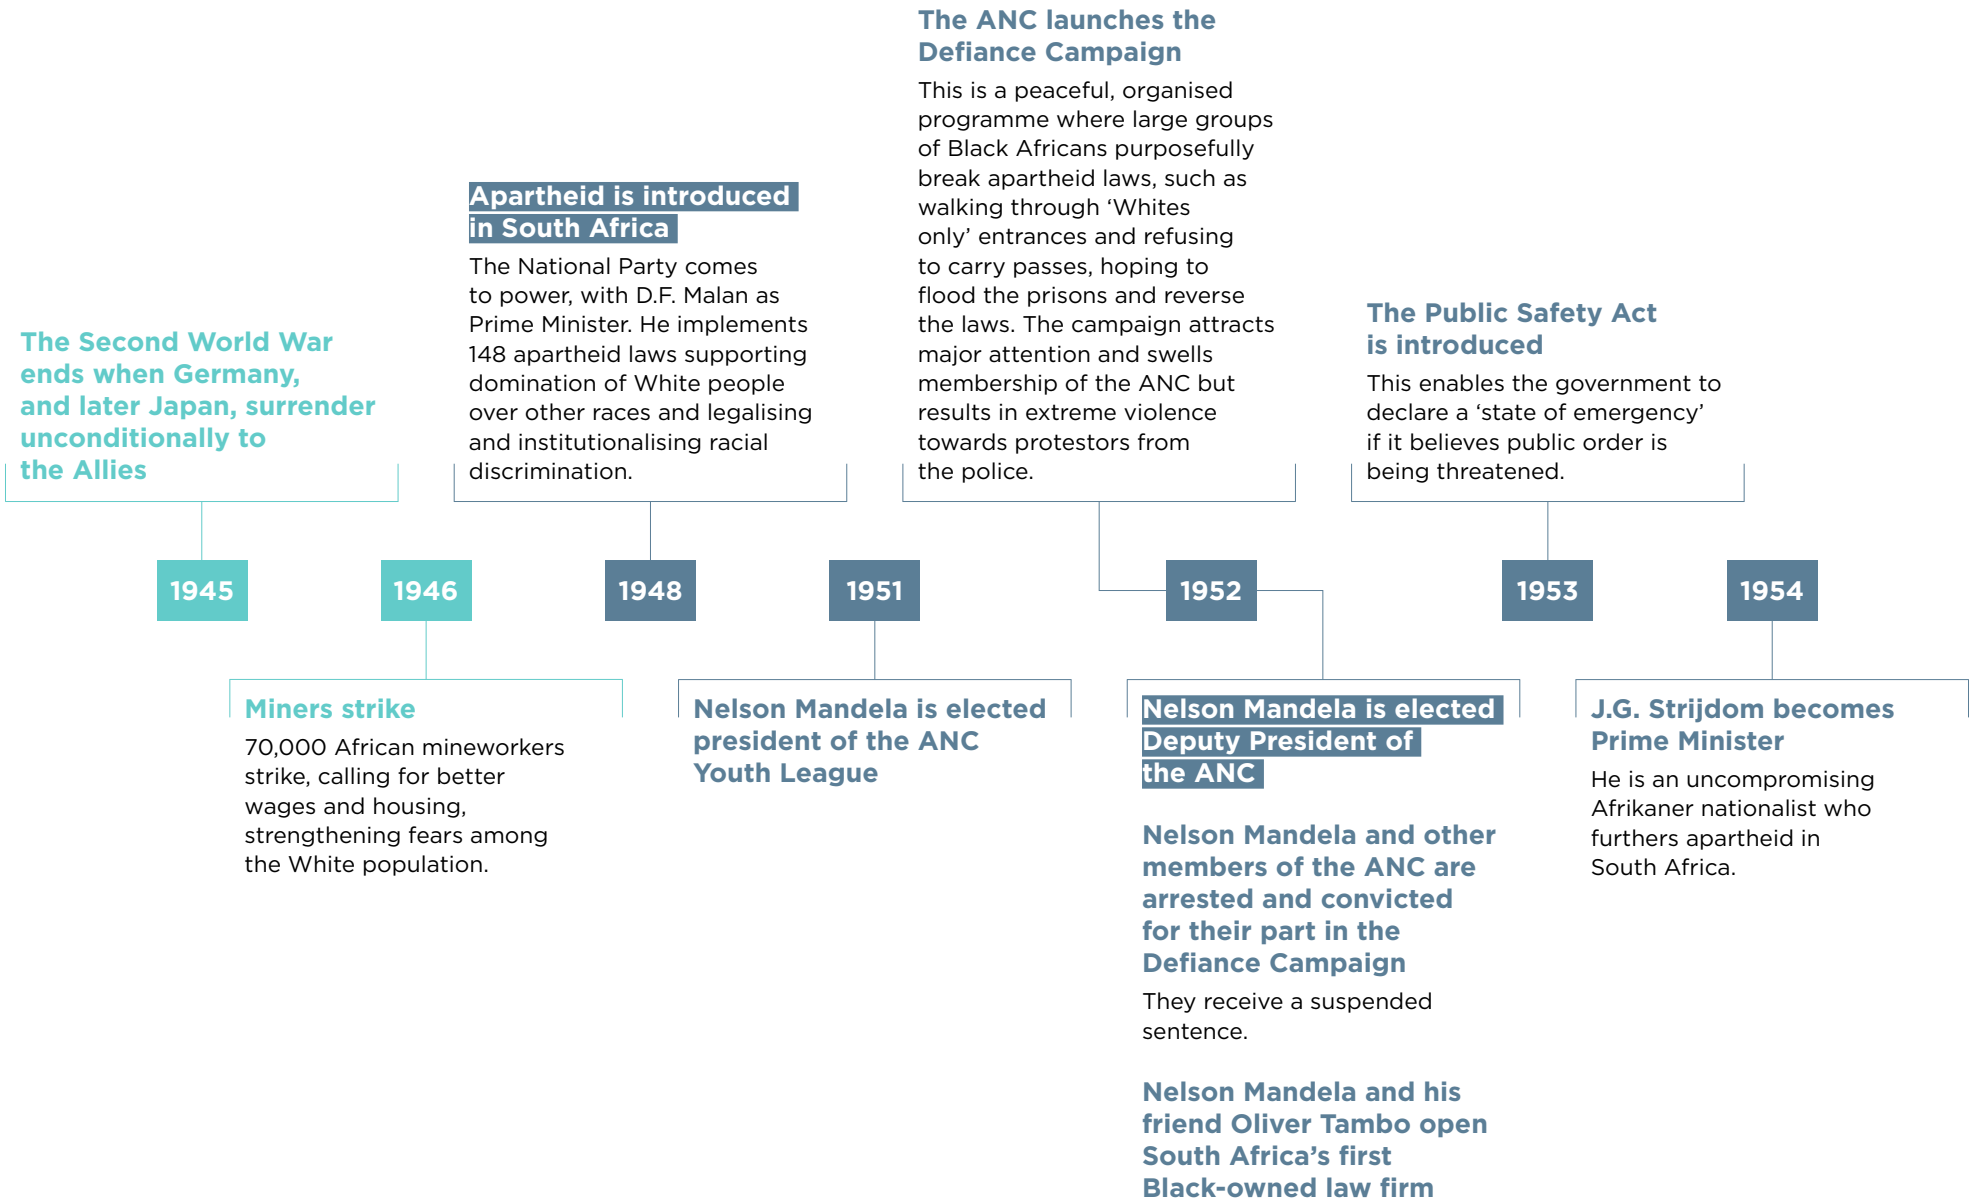 The Second World War
ends when Germany,
and later Japan, surrender
unconditionally to
the Allies
Apartheid is introduced
in South Africa
The National Party comes
to power, with D.F. Malan as
Prime Minister. He implements
148 apartheid laws supporting
domination of White people
over other races and legalising
and institutionalising racial
discrimination.
The ANC launches the
Defiance Campaign
This is a peaceful, organised
programme where large groups
of Black Africans purposefully
break apartheid laws, such as
walking through ‘Whites
only’ entrances and refusing
to carry passes, hoping to
flood the prisons and reverse
the laws. The campaign attracts
major attention and swells
membership of the ANC but
results in extreme violence
towards protestors from
the police.
The Public Safety Act
is introduced
This enables the government to
declare a ‘state of emergency’
if it believes public order is
being threatened.
1945
1946
1948
1951
1952
1953
1954
Miners strike
70,000 African mineworkers
strike, calling for better
wages and housing,
strengthening fears among
the White population.
Nelson Mandela is elected
president of the ANC
Youth League
Nelson Mandela is elected
Deputy President of
the ANC
Nelson Mandela and other
members of the ANC are
arrested and convicted
for their part in the
Defiance Campaign
They receive a suspended
sentence.
Nelson Mandela and his
friend Oliver Tambo open
South Africa’s first
Black-owned law firm
J.G. Strijdom becomes
Prime Minister
He is an uncompromising
Afrikaner nationalist who
furthers apartheid in
South Africa.